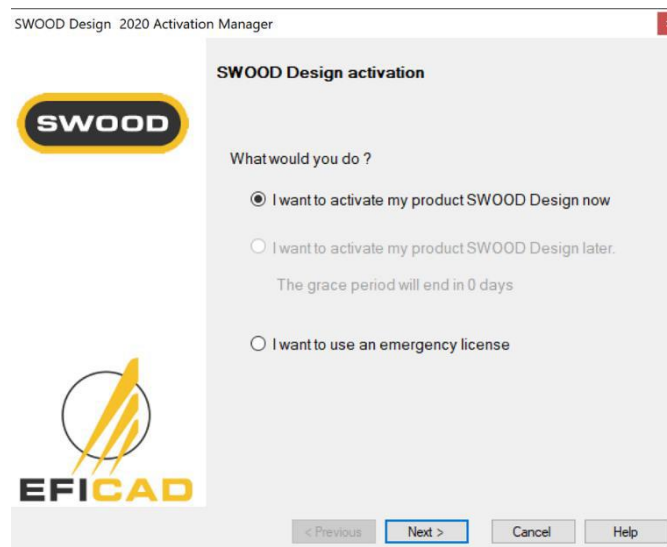 SWOOD Design 2020 Activation Manager
SWOOD Design activation
SWOOD
What would you do ?
I want to activate my product SWOOD Design now
I want to activate my product SWOOD Design later.
The grace period will end in 0 days
I want to use an emergency license
EFICAD
< Previous Next > Cancel Help